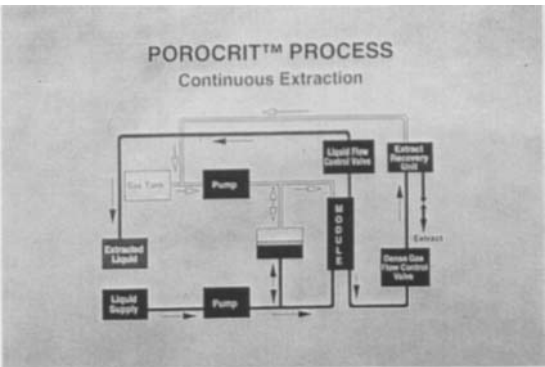 POROCRIT™ PROCESS
Continuous Extraction
Liquid Flow
Control Valve
Extract
Recovery
Unit
Gas Tank
Pump
MODULE
Extract
Extracted
Liquid
Dense Gas
Flow Control
Valve
Liquid
Supply
Pump